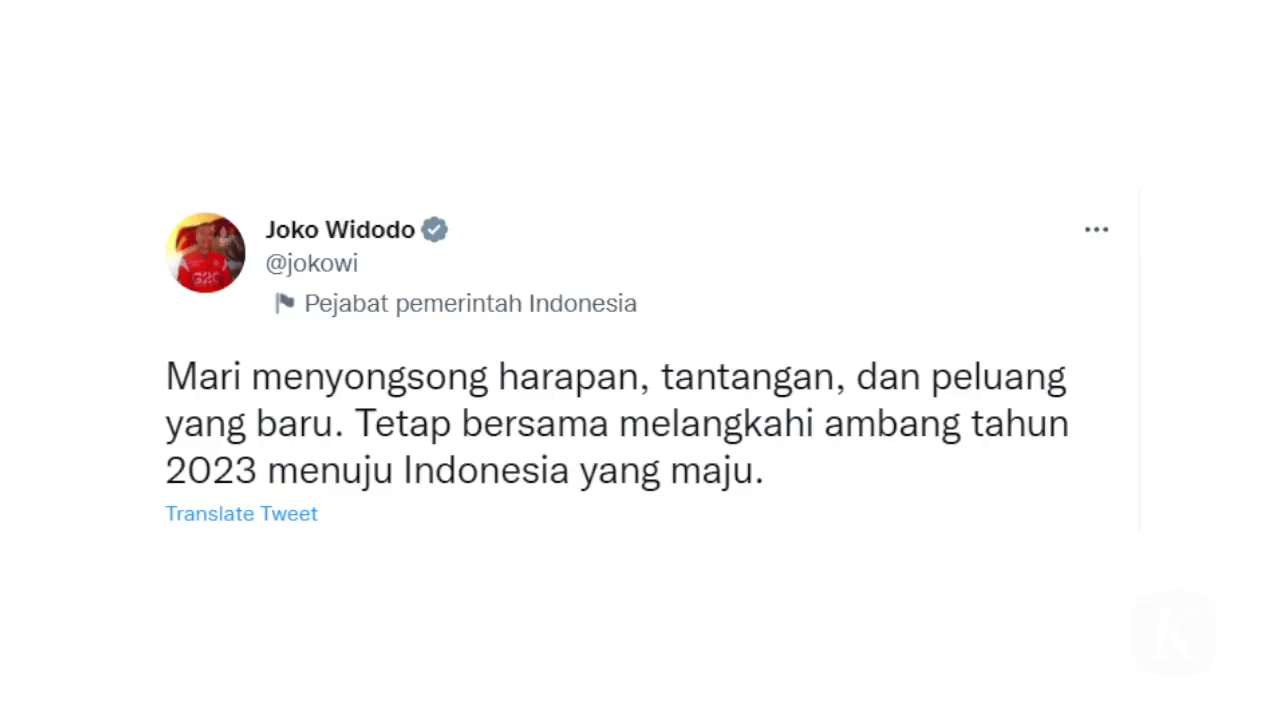 Joko Widodo
@jokowi
Pejabat pemerintah Indonesia
Mari menyongsong harapan, tantangan, dan peluang
yang baru. Tetap bersama melangkahi ambang tahun
2023 menuju Indonesia yang maju.
Translate Tweet
K